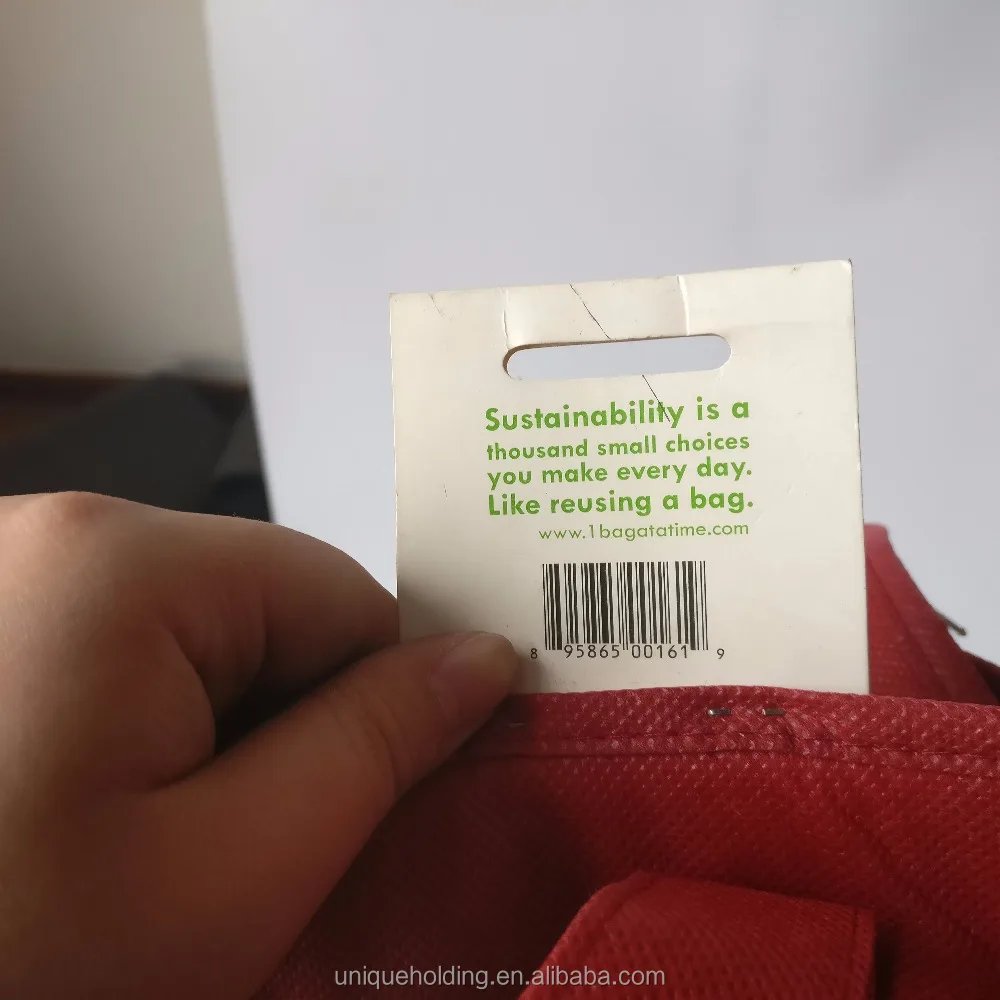 Sustainability is a
thousand small choices
you make every day.
Like reusing a bag.
www.1bagatatime.com
8 95865 00161 9
uniqueholding.en.alibaba.com